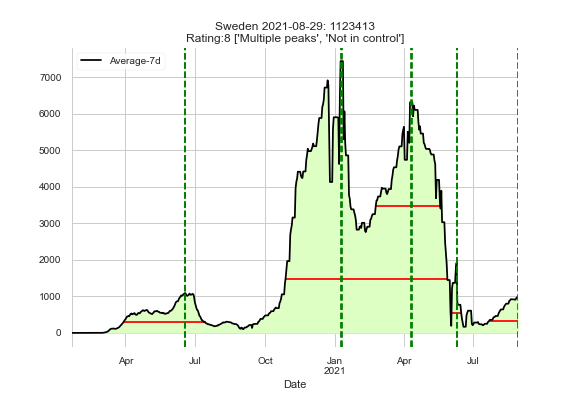 Sweden 2021-08-29: 1123413
Rating:8 ['Multiple peaks', 'Not in control']
Average-7d
7000
6000
5000
4000
3000
2000
1000
0
Apr Jul Oct Jan Apr Jul
2021
Date